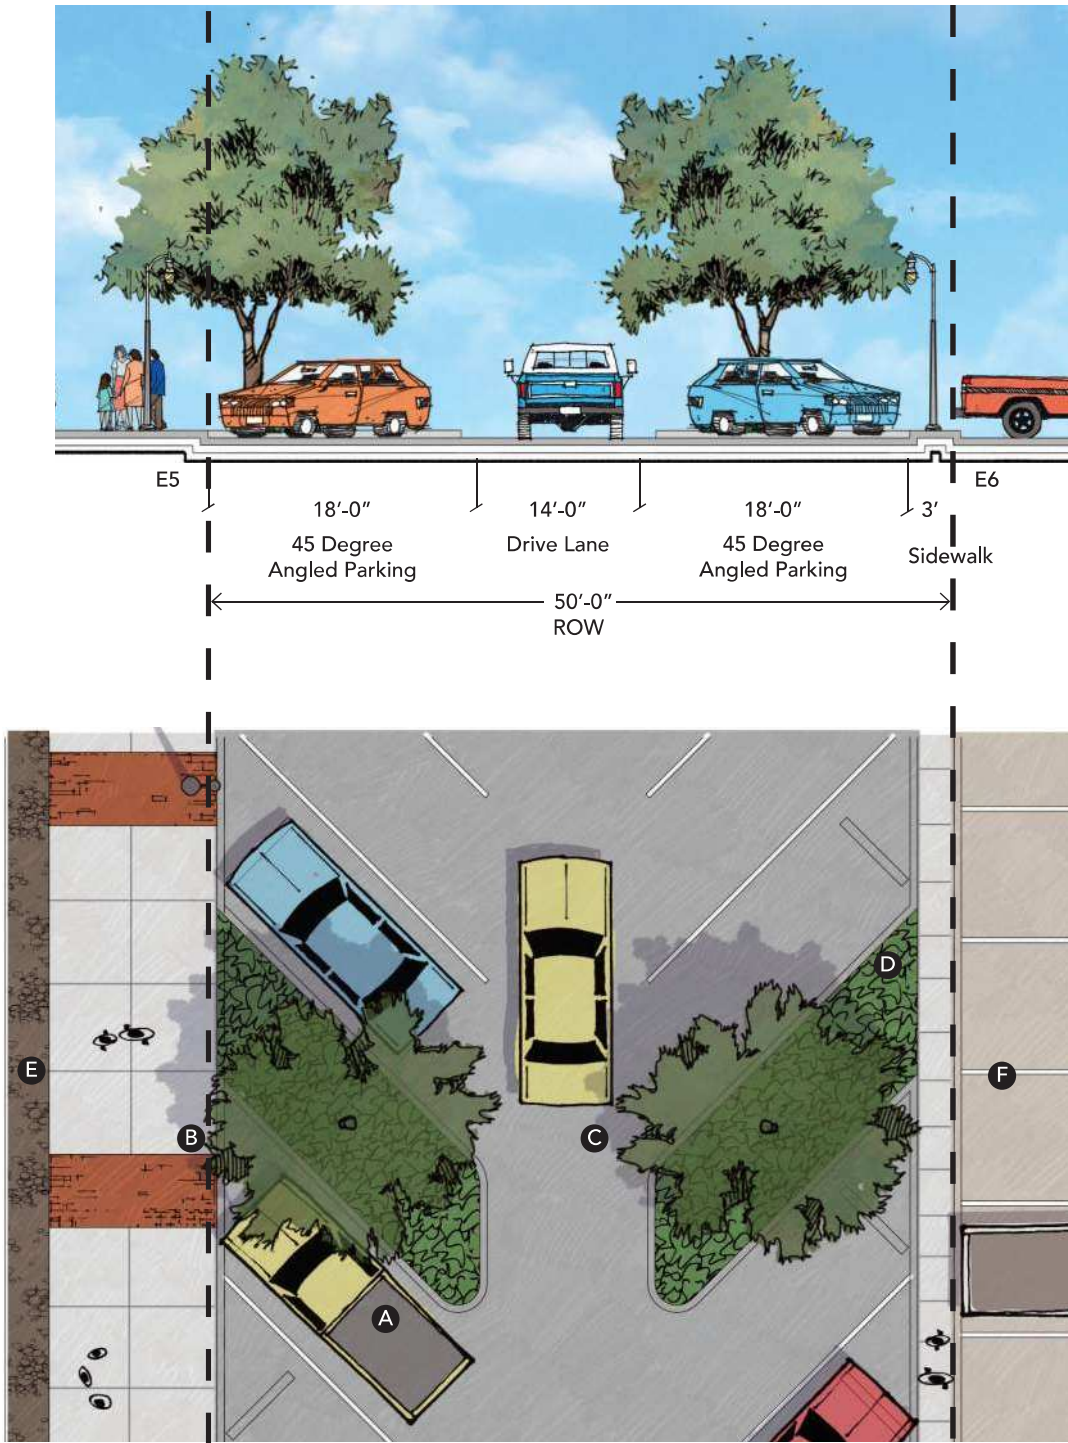 E5
E6
18'-0"
14'-0"
18'-0"
3'
45 Degree
Angled Parking
Drive Lane
45 Degree
Angled Parking
Sidewalk
50'-0"
ROW
D
E
F
B
C
A